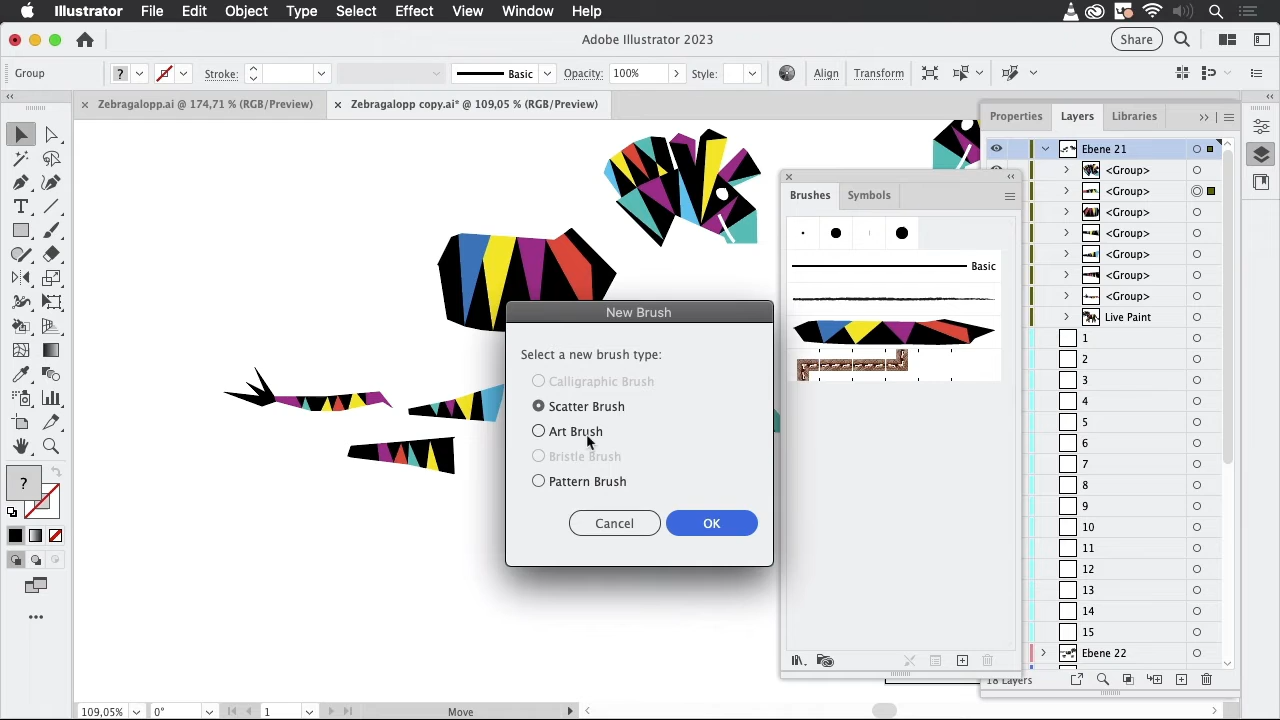 Illustrator File Edit Object Type Select Effect View Window Help
Adobe Illustrator 2023
Share
Group
?
Stroke:
Basic
Opacity:
100%
Style:
Align
Transform
Zebragalopp.ai @ 174,71 % (RGB/Preview)
Zebragalopp copy.ai* @ 109,05 % (RGB/Preview)
Properties
Layers
Libraries
Ebene 21
<Group>
<Group>
<Group>
<Group>
<Group>
<Group>
<Group>
Live Paint
1
2
3
4
5
6
7
8
9
10
11
12
13
14
15
Ebene 22
18 Layers
Brushes
Symbols
Basic
New Brush
Select a new brush type:
Calligraphic Brush
Scatter Brush
Art Brush
Bristle Brush
Pattern Brush
Cancel
OK
?
109,05%
0°
1
Move